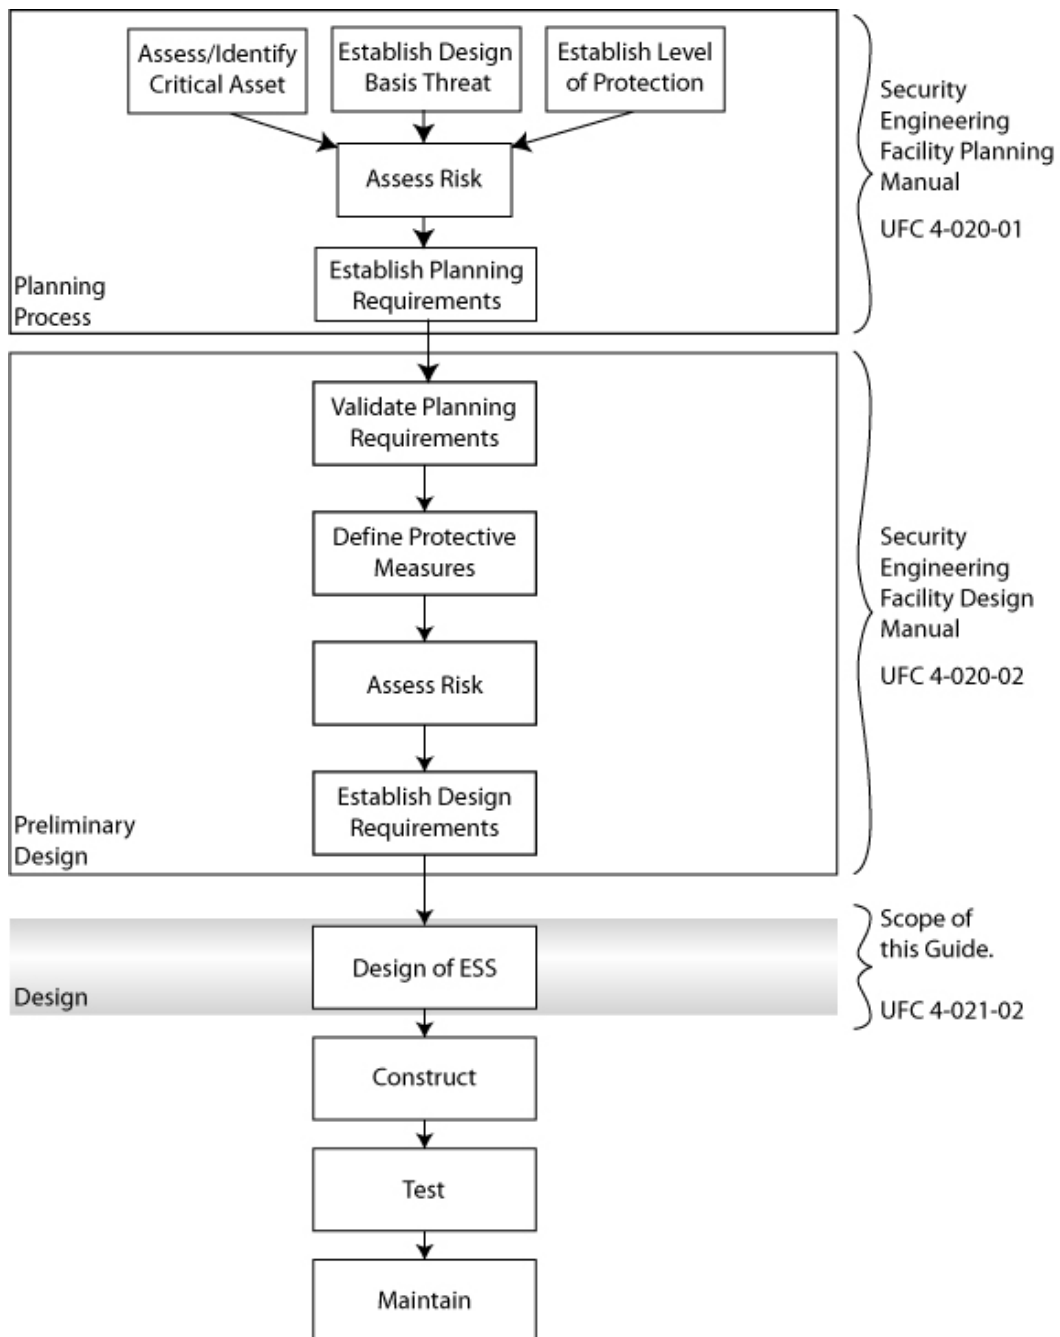 Assess/Identify
Critical Asset
Establish Design
Basis Threat
Establish Level
of Protection
Assess Risk
Establish Planning
Requirements
Planning
Process
Security
Engineering
Facility Planning
Manual
UFC 4-020-01
Validate Planning
Requirements
Define Protective
Measures
Assess Risk
Establish Design
Requirements
Preliminary
Design
Security
Engineering
Facility Design
Manual
UFC 4-020-02
Design of ESS
Design
Scope of
this Guide.
UFC 4-021-02
Construct
Test
Maintain